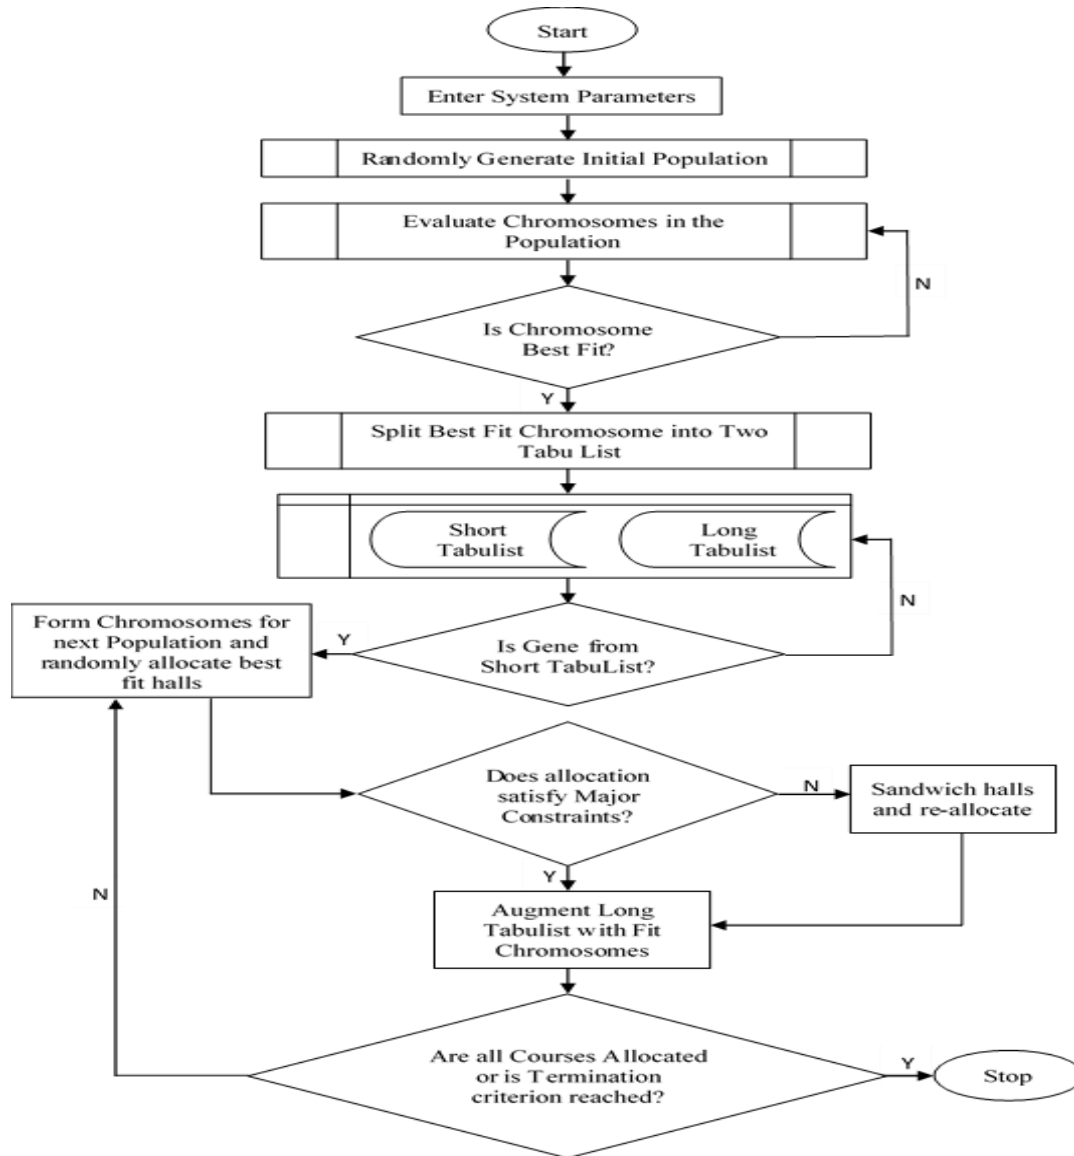 Start
Enter System Parameters
Randomly Generate Initial Population
Evaluate Chromosomes in the
Population
N
Is Chromosome
Best Fit?
Y
Split Best Fit Chromosome into Two
Tabu List
Short
Tabulist
Long
Tabulist
N
Form Chromosomes for
next Population and
randomly allocate best
fit halls
Y
Is Gene from
Short TabuList?
Does allocation
satisfy Major
Constraints?
N
Sandwich halls
and re-allocate
Y
N
Augment Long
Tabulist with Fit
Chromosomes
Are all Courses Allocated
or is Termination
criterion reached?
Y
Stop